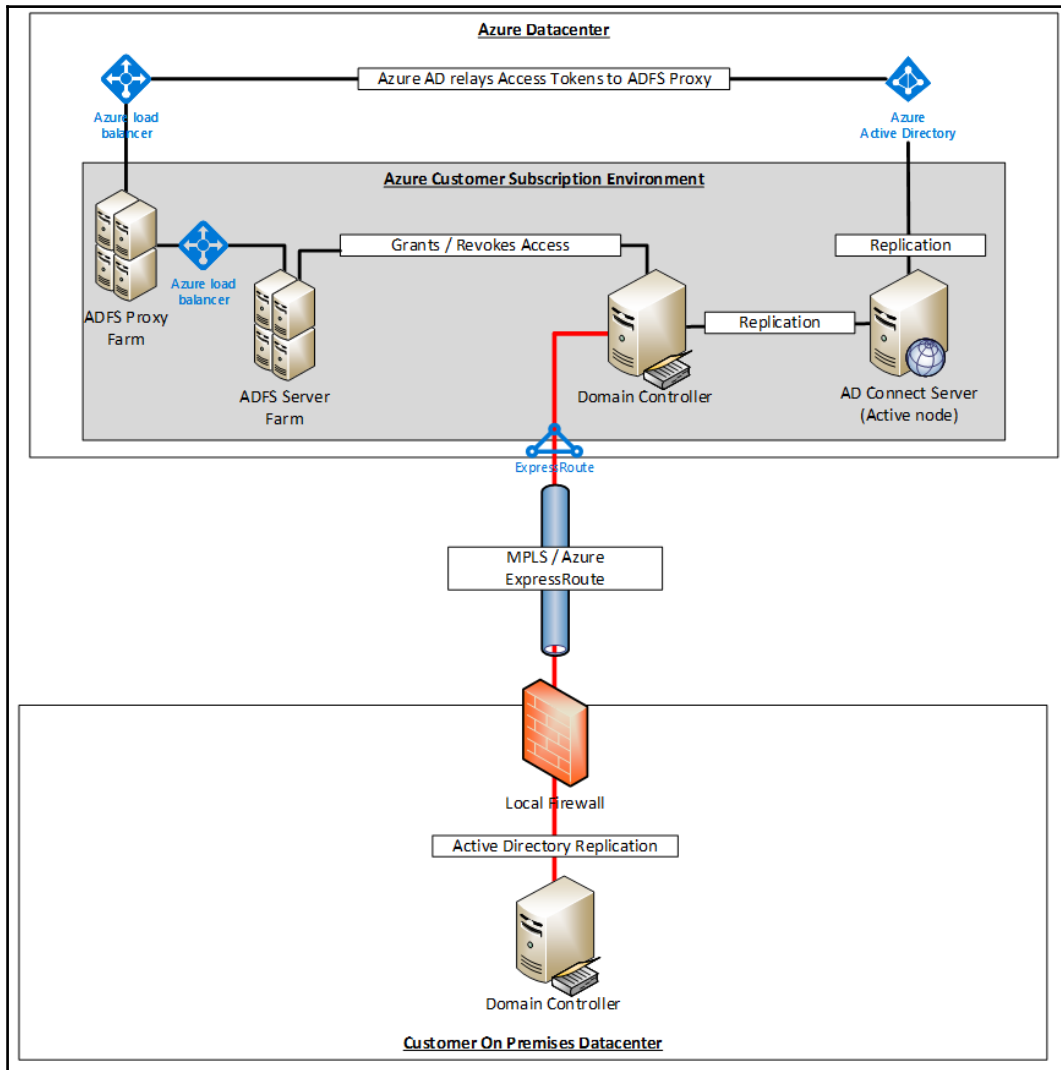 Azure Datacenter
Azure AD relays Access Tokens to ADFS Proxy
Azure load
balancer
Azure
Active Directory
Azure Customer Subscription Environment
Grants / Revokes Access
Replication
Azure load
balancer
Replication
ADFS Proxy
Farm
ADFS Server
Farm
Domain Controller
AD Connect Server
(Active node)
ExpressRoute
MPLS / Azure
ExpressRoute
Local Firewall
Active Directory Replication
Domain Controller
Customer On Premises Datacenter